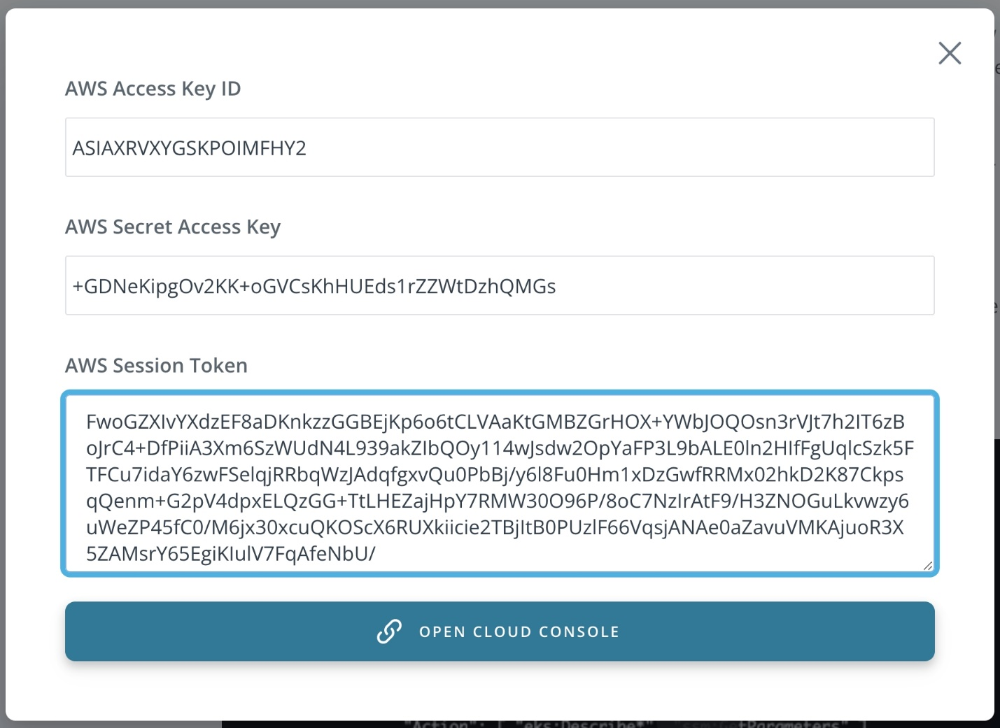 AWS Access Key ID
ASIAXRVXYGSKPOIMFHY2
AWS Secret Access Key
+GDNeKipgOv2KK+oGVCsKhHUEds1rZZWtDzhQMGs
AWS Session Token
FwoGZXIvYXdzEF8aDKnkzzGGBEjKp6o6tCLVAaKtGMBZGrHOX+YWbJOQOsn3rVJt7h2IT6zB
oJrC4+DfPiiA3Xm6SzWUdN4L939akZIbQOy114wJsdw2OpYaFP3L9bALE0ln2HIfFgUqlcSzk5F
TFCu7idaY6zwFSelqjRRbqWzJAdqfgxvQu0PbBj/y6l8Fu0Hm1xDzGwfRRMx02hkD2K87Ckps
qQenm+G2pV4dpxELQzGG+TtLHEZajHpY7RMW30O96P/8oC7NzIrAtF9/H3ZNOGuLkvwzy6
uWeZP45fC0/M6jx30xcuQKOScX6RUXkiicie2TBjItB0PUzlF66VqsjANAe0aZavuVMKAjuoR3X
5ZAMsrY65EgiKIulV7FqAfeNbU/
OPEN CLOUD CONSOLE